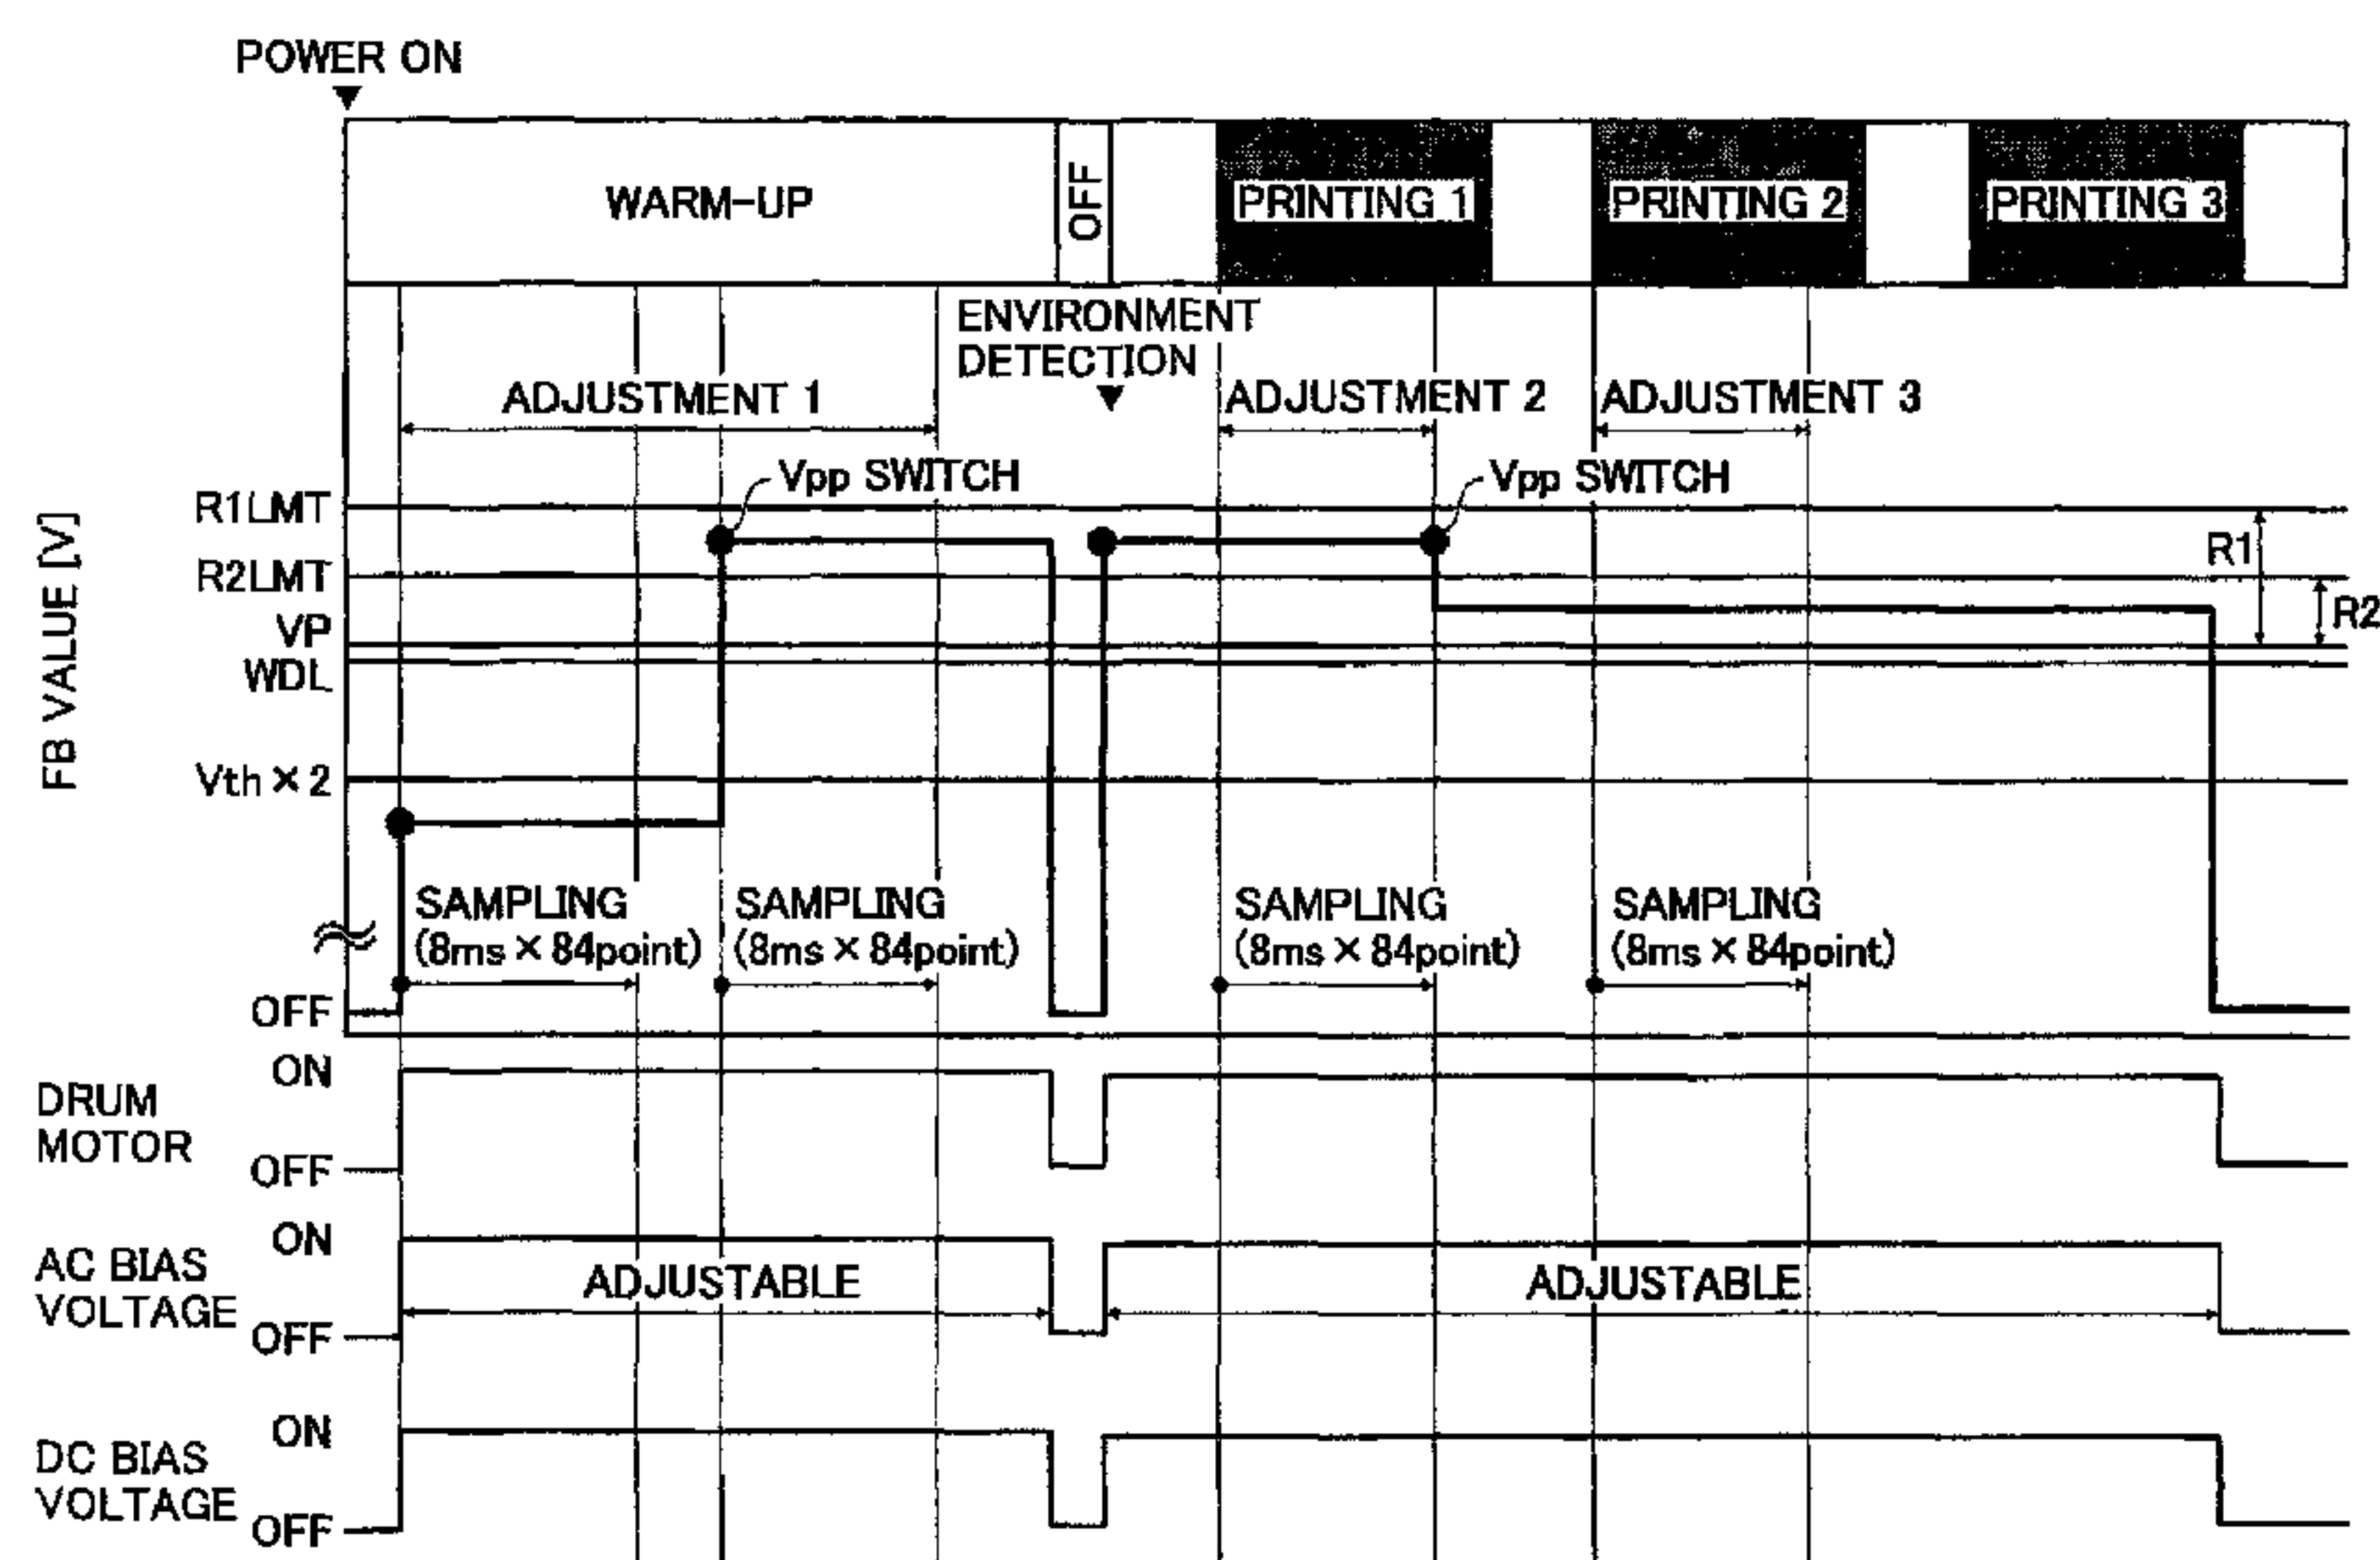 POWER ON
WARM-UP
OFF
PRINTING 1
PRINTING 2
PRINTING 3
ENVIRONMENT
DETECTION
ADJUSTMENT 1
ADJUSTMENT 2
ADJUSTMENT 3
Vpp SWITCH
Vpp SWITCH
FB VALUE [V]
R1LMT
R2LMT
VP
WDL
Vth×2
OFF
R1
R2
SAMPLING
(8ms×84point)
SAMPLING
(8ms×84point)
SAMPLING
(8ms×84point)
SAMPLING
(8ms×84point)
DRUM
MOTOR
ON
OFF
AC BIAS
VOLTAGE
ON
OFF
ADJUSTABLE
ADJUSTABLE
DC BIAS
VOLTAGE
ON
OFF